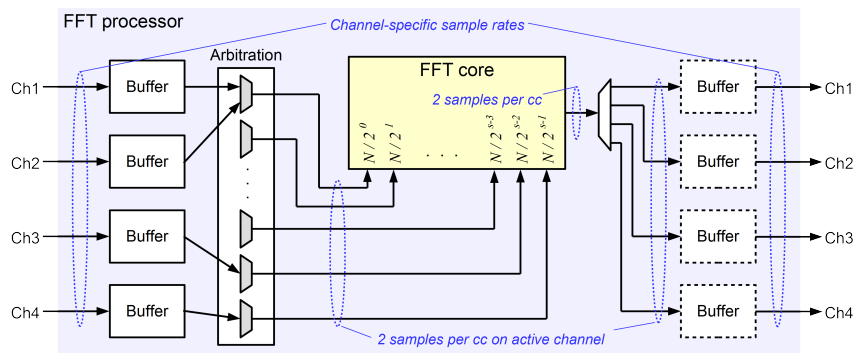 FFT processor
Channel-specific sample rates
Arbitration
FFT core
Ch1
Buffer
2 samples per cc
Buffer
Ch1
N / 2^0
N / 2^1
. . .
N / 2^s-3
N / 2^s-2
N / 2^s-1
Ch2
Buffer
Buffer
Ch2
. . .
Ch3
Buffer
Buffer
Ch3
Ch4
Buffer
Buffer
Ch4
2 samples per cc on active channel